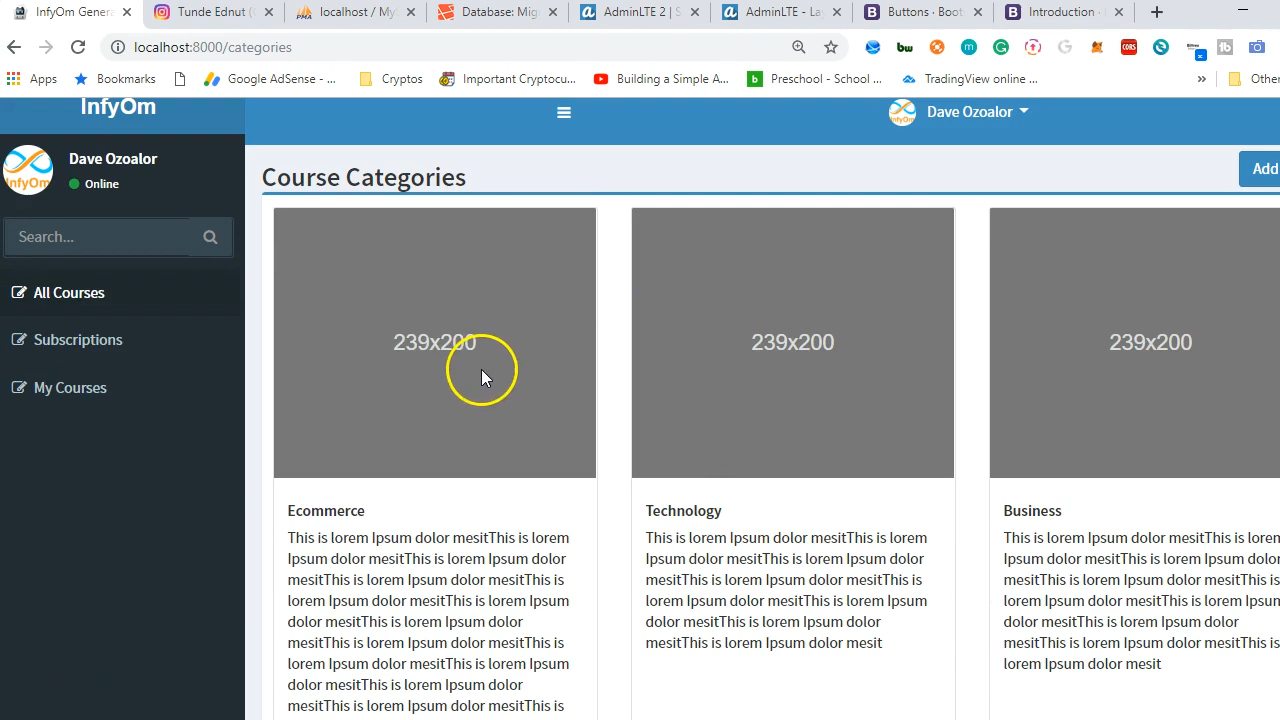 InfyOm Genera
Tunde Ednut (
localhost / My
Database: Mig
AdminLTE 2 | S
AdminLTE - La
Buttons · Boot
Introduction ·
localhost:8000/categories
Apps
Bookmarks
Google AdSense - ...
Cryptos
Important Cryptocu...
Building a Simple A...
Preschool - School ...
TradingView online ...
»
Other
InfyOm
Dave Ozoalor
InfyOm
Dave Ozoalor
Online
Search...
All Courses
Subscriptions
My Courses
Course Categories
Add
239x200
239x200
239x200
Ecommerce
This is lorem Ipsum dolor mesitThis is lorem
Ipsum dolor mesitThis is lorem Ipsum dolor
mesitThis is lorem Ipsum dolor mesitThis is
lorem Ipsum dolor mesitThis is lorem Ipsum
dolor mesitThis is lorem Ipsum dolor
mesitThis is lorem Ipsum dolor mesitThis is
lorem Ipsum dolor mesitThis is lorem Ipsum
dolor mesitThis is lorem Ipsum dolor
mesitThis is lorem Ipsum dolor mesitThis is
Technology
This is lorem Ipsum dolor mesitThis is lorem
Ipsum dolor mesitThis is lorem Ipsum dolor
mesitThis is lorem Ipsum dolor mesitThis is
lorem Ipsum dolor mesitThis is lorem Ipsum
dolor mesitThis is lorem Ipsum dolor
mesitThis is lorem Ipsum dolor mesit
Business
This is lorem Ipsum dolor mesitThis is lorem
Ipsum dolor mesitThis is lorem Ipsum dolor
mesitThis is lorem Ipsum dolor mesitThis is
lorem Ipsum dolor mesitThis is lorem Ipsum
dolor mesitThis is lorem Ipsum dolor
mesitThis is lorem Ipsum dolor mesitThis is
lorem Ipsum dolor mesit